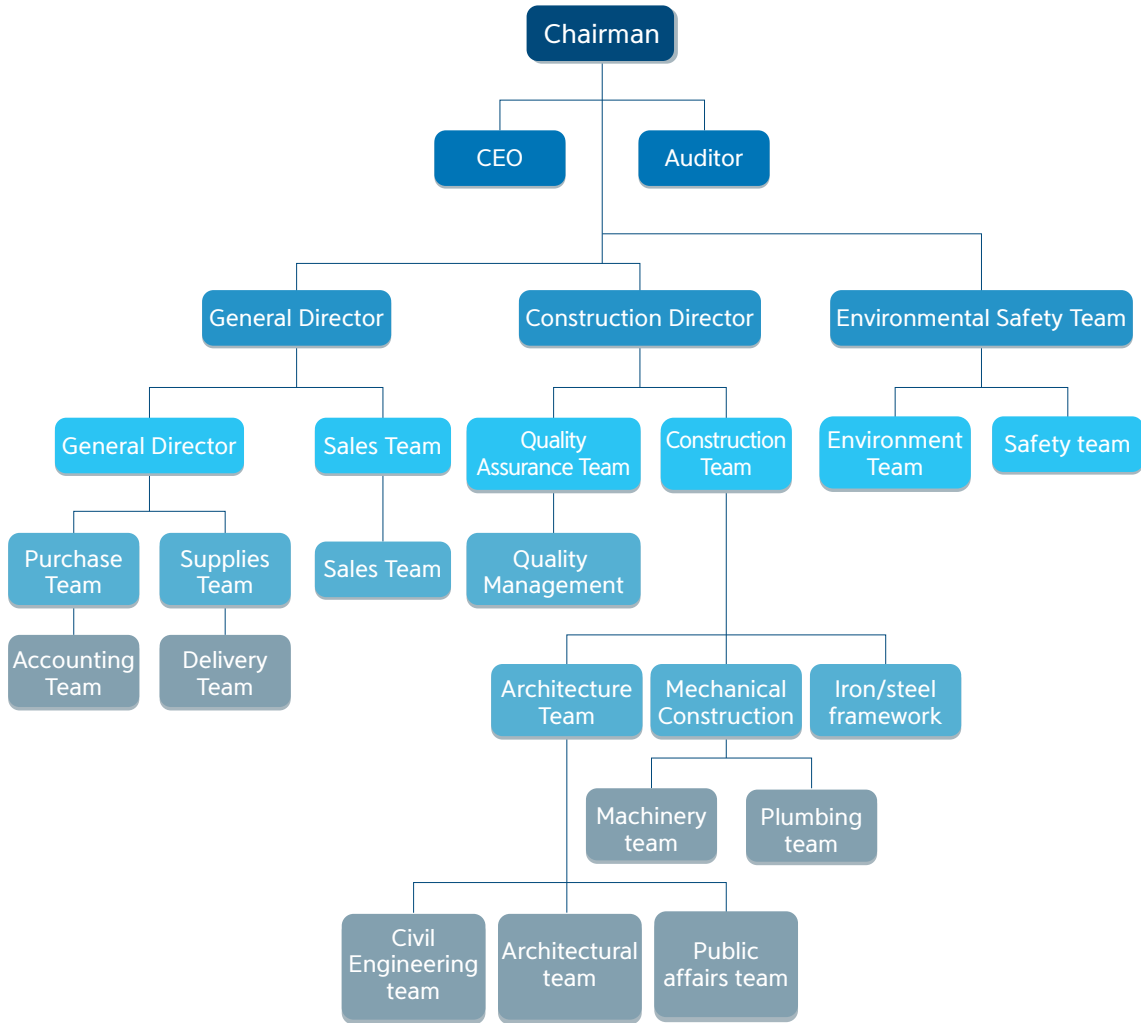 Chairman
CEO
Auditor
General Director
Construction Director
Environmental Safety Team
General Director
Sales Team
Quality
Assurance Team
Construction
Team
Environment
Team
Safety team
Purchase
Team
Supplies
Team
Sales Team
Quality
Management
Accounting
Team
Delivery
Team
Architecture
Team
Mechanical
Construction
Iron/steel
framework
Machinery
team
Plumbing
team
Civil
Engineering
team
Architectural
team
Public
affairs team